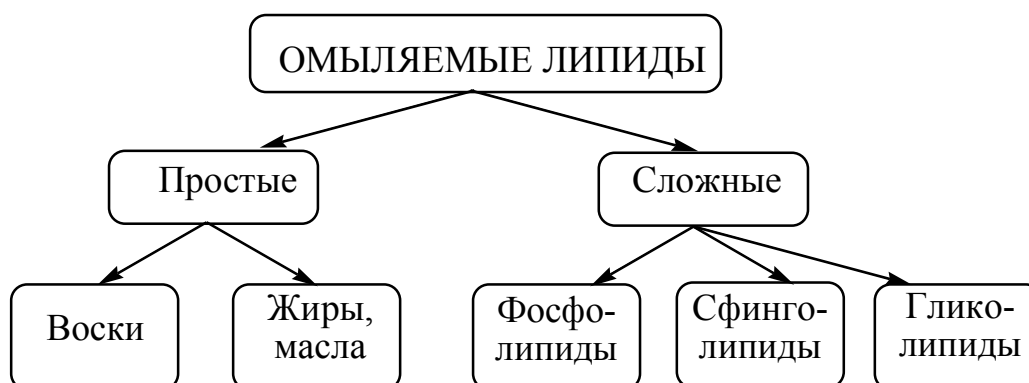 ОМЫЛЯЕМЫЕ ЛИПИДЫ
Простые
Сложные
Воски
Жиры,
масла
Фосфо-
липиды
Сфинго-
липиды
Глико-
липиды